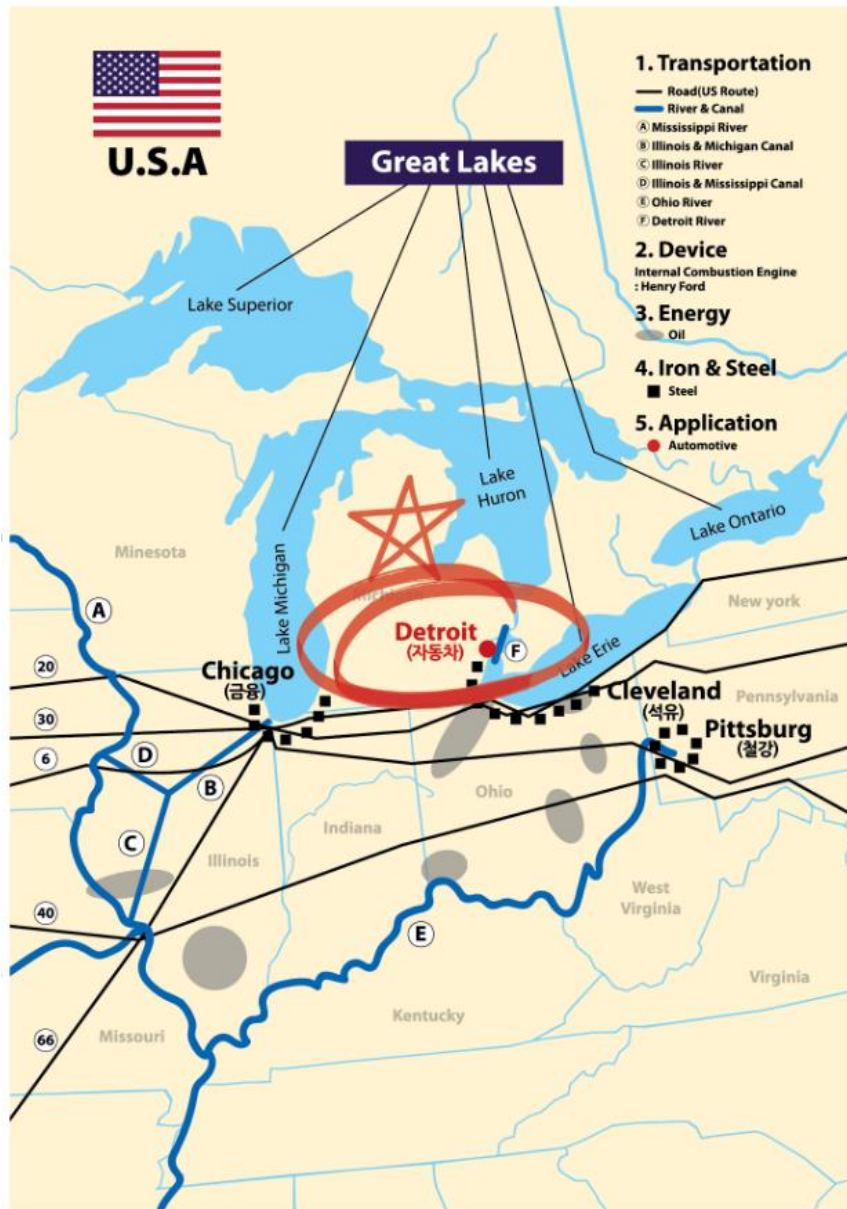 U.S.A
Great Lakes
1. Transportation
Road(US Route)
River & Canal
Ⓐ Mississippi River
Ⓑ Illinois & Michigan Canal
Ⓒ Illinois River
Ⓓ Illinois & Mississippi Canal
Ⓔ Ohio River
Ⓕ Detroit River
2. Device
Internal Combustion Engine
: Henry Ford
3. Energy
Oil
4. Iron & Steel
Steel
5. Application
Automotive
Lake Superior
Lake
Huron
Lake Ontario
Lake Michigan
Minesota
Michigan
New york
A
Detroit
(자동차)
F
Lake Erie
20
Chicago
(금융)
Cleveland
(석유)
Pennsylvania
30
Pittsburg
(철강)
6
D
B
Ohio
Indiana
C
Illinois
West
Virginia
40
E
Virginia
Kentucky
66
Missouri